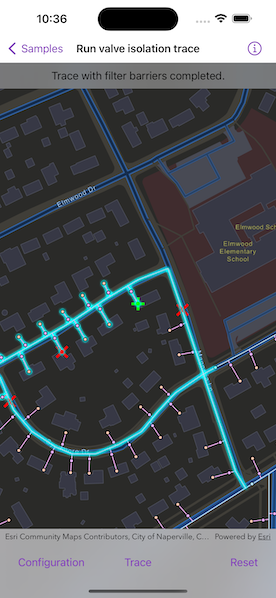 10:36
Samples
Run valve isolation trace
Trace with filter barriers completed.
Elmwood Dr
Elmwood Sch
Elmwood
Elementary
School
Esri Community Maps Contributors, City of Naperville, C...
Powered by Esri
Configuration
Trace
Reset